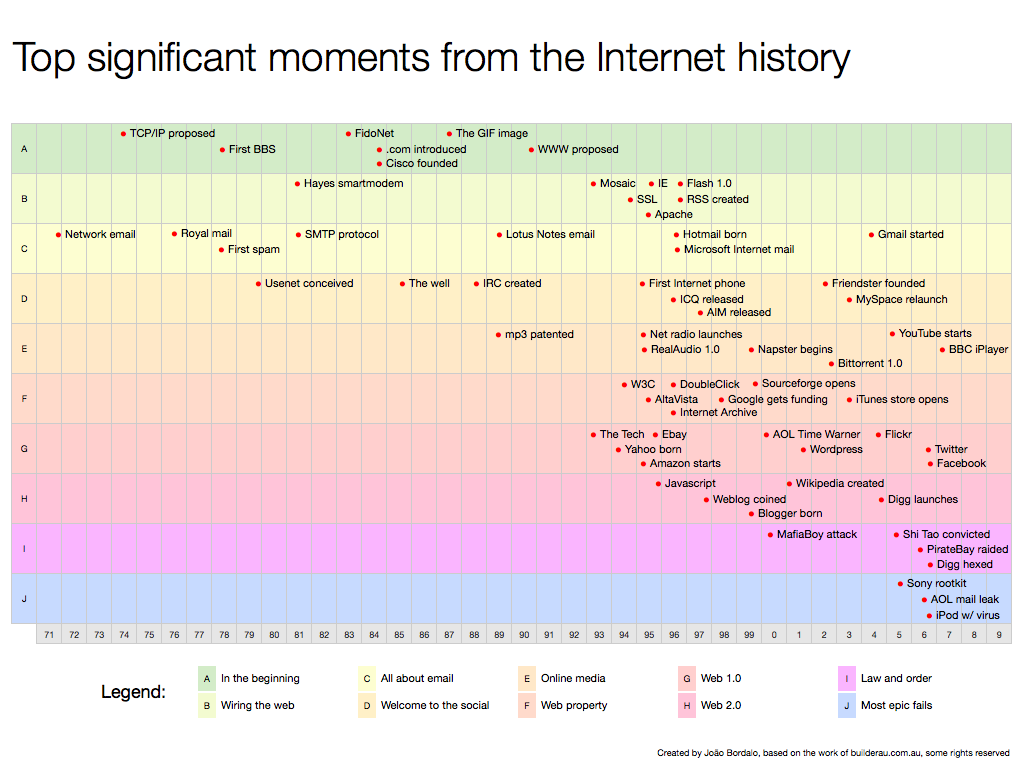 Top significant moments from the Internet history
A
TCP/IP proposed
FidoNet
The GIF image
First BBS
.com introduced
WWW proposed
Cisco founded
B
Hayes smartmodem
Mosaic
IE
Flash 1.0
SSL
RSS created
Apache
C
Network email
Royal mail
SMTP protocol
Lotus Notes email
Hotmail born
Gmail started
First spam
Microsoft Internet mail
D
Usenet conceived
The well
IRC created
First Internet phone
Friendster founded
ICQ released
MySpace relaunch
AIM released
E
mp3 patented
Net radio launches
YouTube starts
RealAudio 1.0
Napster begins
BBC iPlayer
Bittorrent 1.0
F
W3C
DoubleClick
Sourceforge opens
AltaVista
Google gets funding
iTunes store opens
Internet Archive
G
The Tech
Ebay
AOL Time Warner
Flickr
Yahoo born
Wordpress
Twitter
Amazon starts
Facebook
H
Javascript
Wikipedia created
Weblog coined
Digg launches
Blogger born
I
MafiaBoy attack
Shi Tao convicted
PirateBay raided
Digg hexed
J
Sony rootkit
AOL mail leak
iPod w/ virus
71 72 73 74 75 76 77 78 79 80 81 82 83 84 85 86 87 88 89 90 91 92 93 94 95 96 97 98 99 0 1 2 3 4 5 6 7 8 9
Legend:
A In the beginning
B Wiring the web
C All about email
D Welcome to the social
E Online media
F Web property
G Web 1.0
H Web 2.0
I Law and order
J Most epic fails
Created by João Bordalo, based on the work of builderau.com.au, some rights reserved